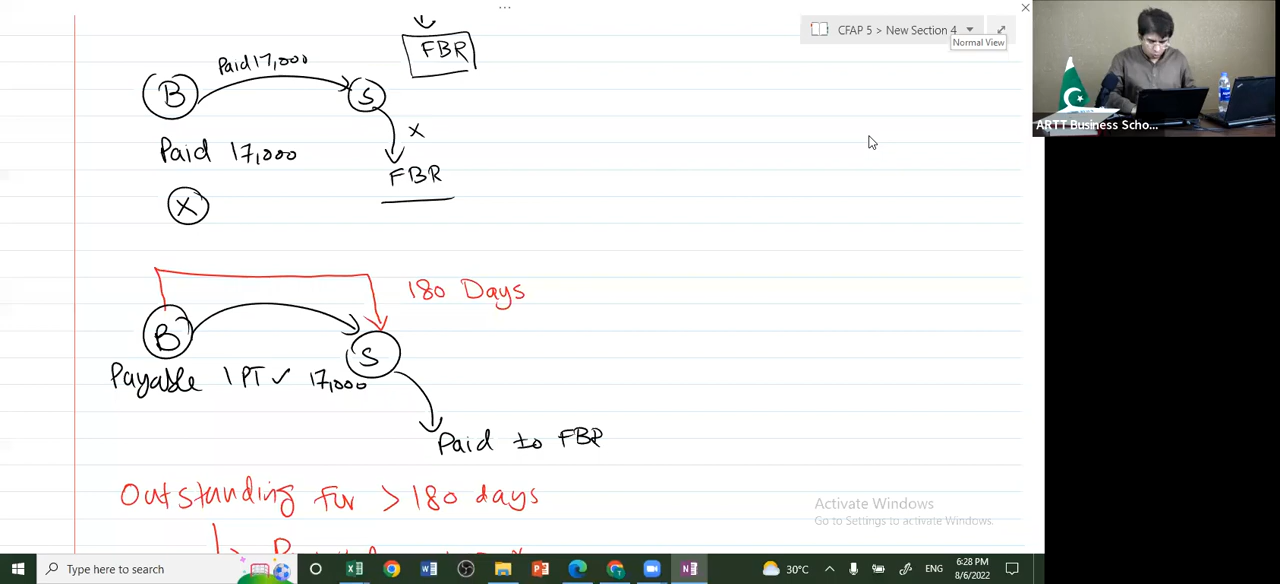 FBR
CFAP 5 > New Section 4
Normal View
B Paid 17,000 S
X
Paid 17,000
FBR
X
ARTT Business Scho...
180 Days
B S
Payable IPT ✓ 17,000
Paid to FBR
Outstanding for > 180 days
Activate Windows
Go to Settings to activate Windows.
Type here to search
30°C
ENG
6:28 PM
8/6/2022